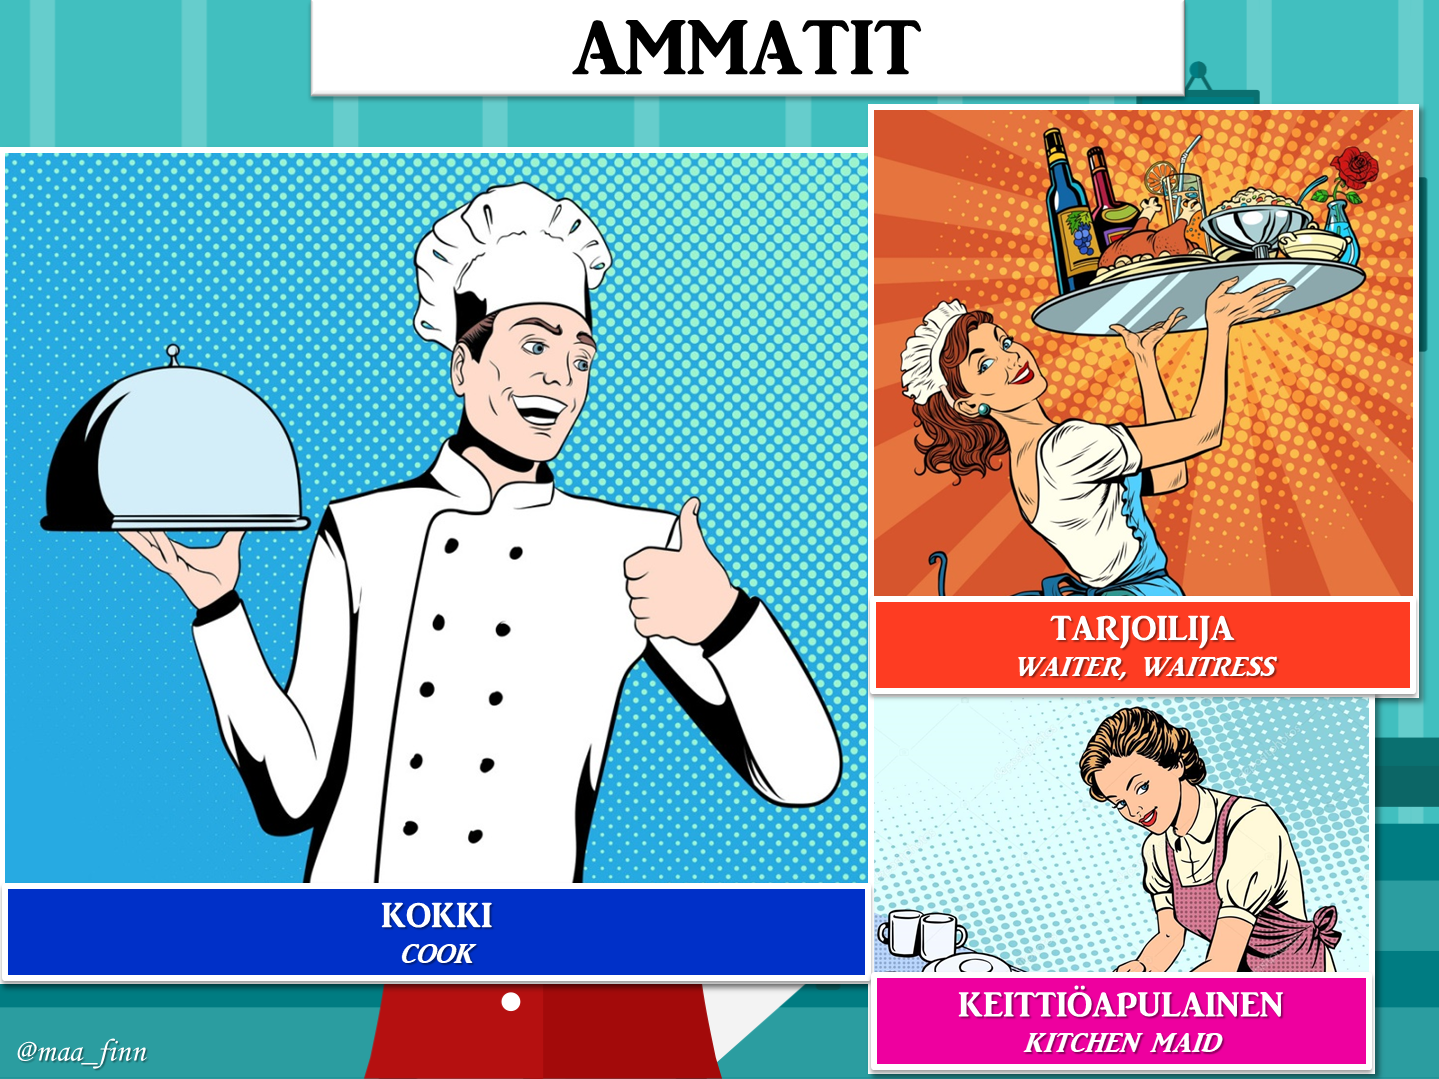 AMMATIT
KOKKI
COOK
TARJOILIJA
WAITER, WAITRESS
KEITTIÖAPULAINEN
KITCHEN MAID
@maa_finn